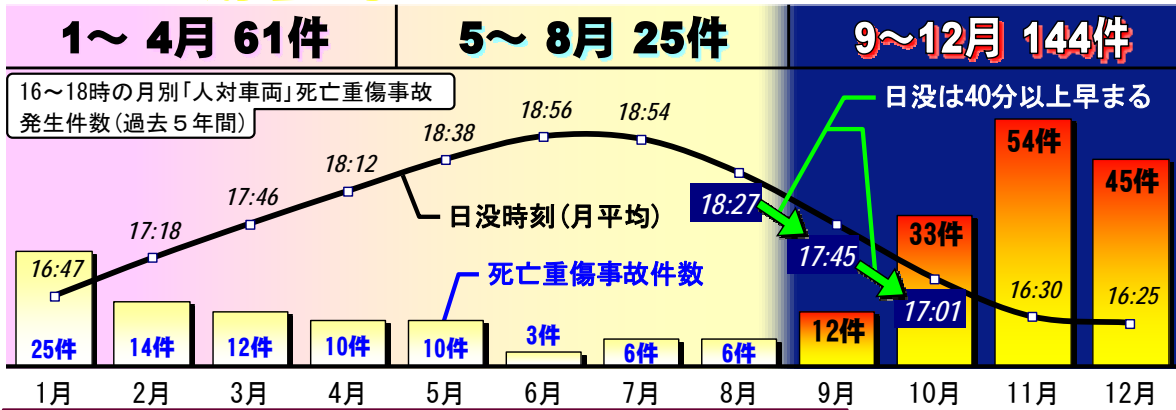 1～ 4月 61件
5～ 8月 25件
9～12月 144件
16～18時の月別「人対車両」死亡重傷事故
発生件数(過去５年間)
日没は40分以上早まる
16:47
17:18
17:46
18:12
18:38
18:56
18:54
18:27
17:45
17:01
16:30
16:25
日没時刻(月平均)
死亡重傷事故件数
25件
14件
12件
10件
10件
3件
6件
6件
12件
33件
54件
45件
1月
2月
3月
4月
5月
6月
7月
8月
9月
10月
11月
12月